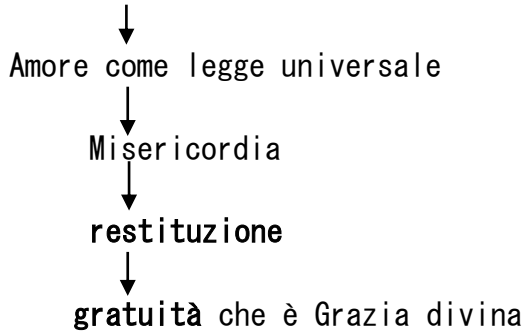 Amore come legge universale
Misericordia
restituzione
gratuità che è Grazia divina